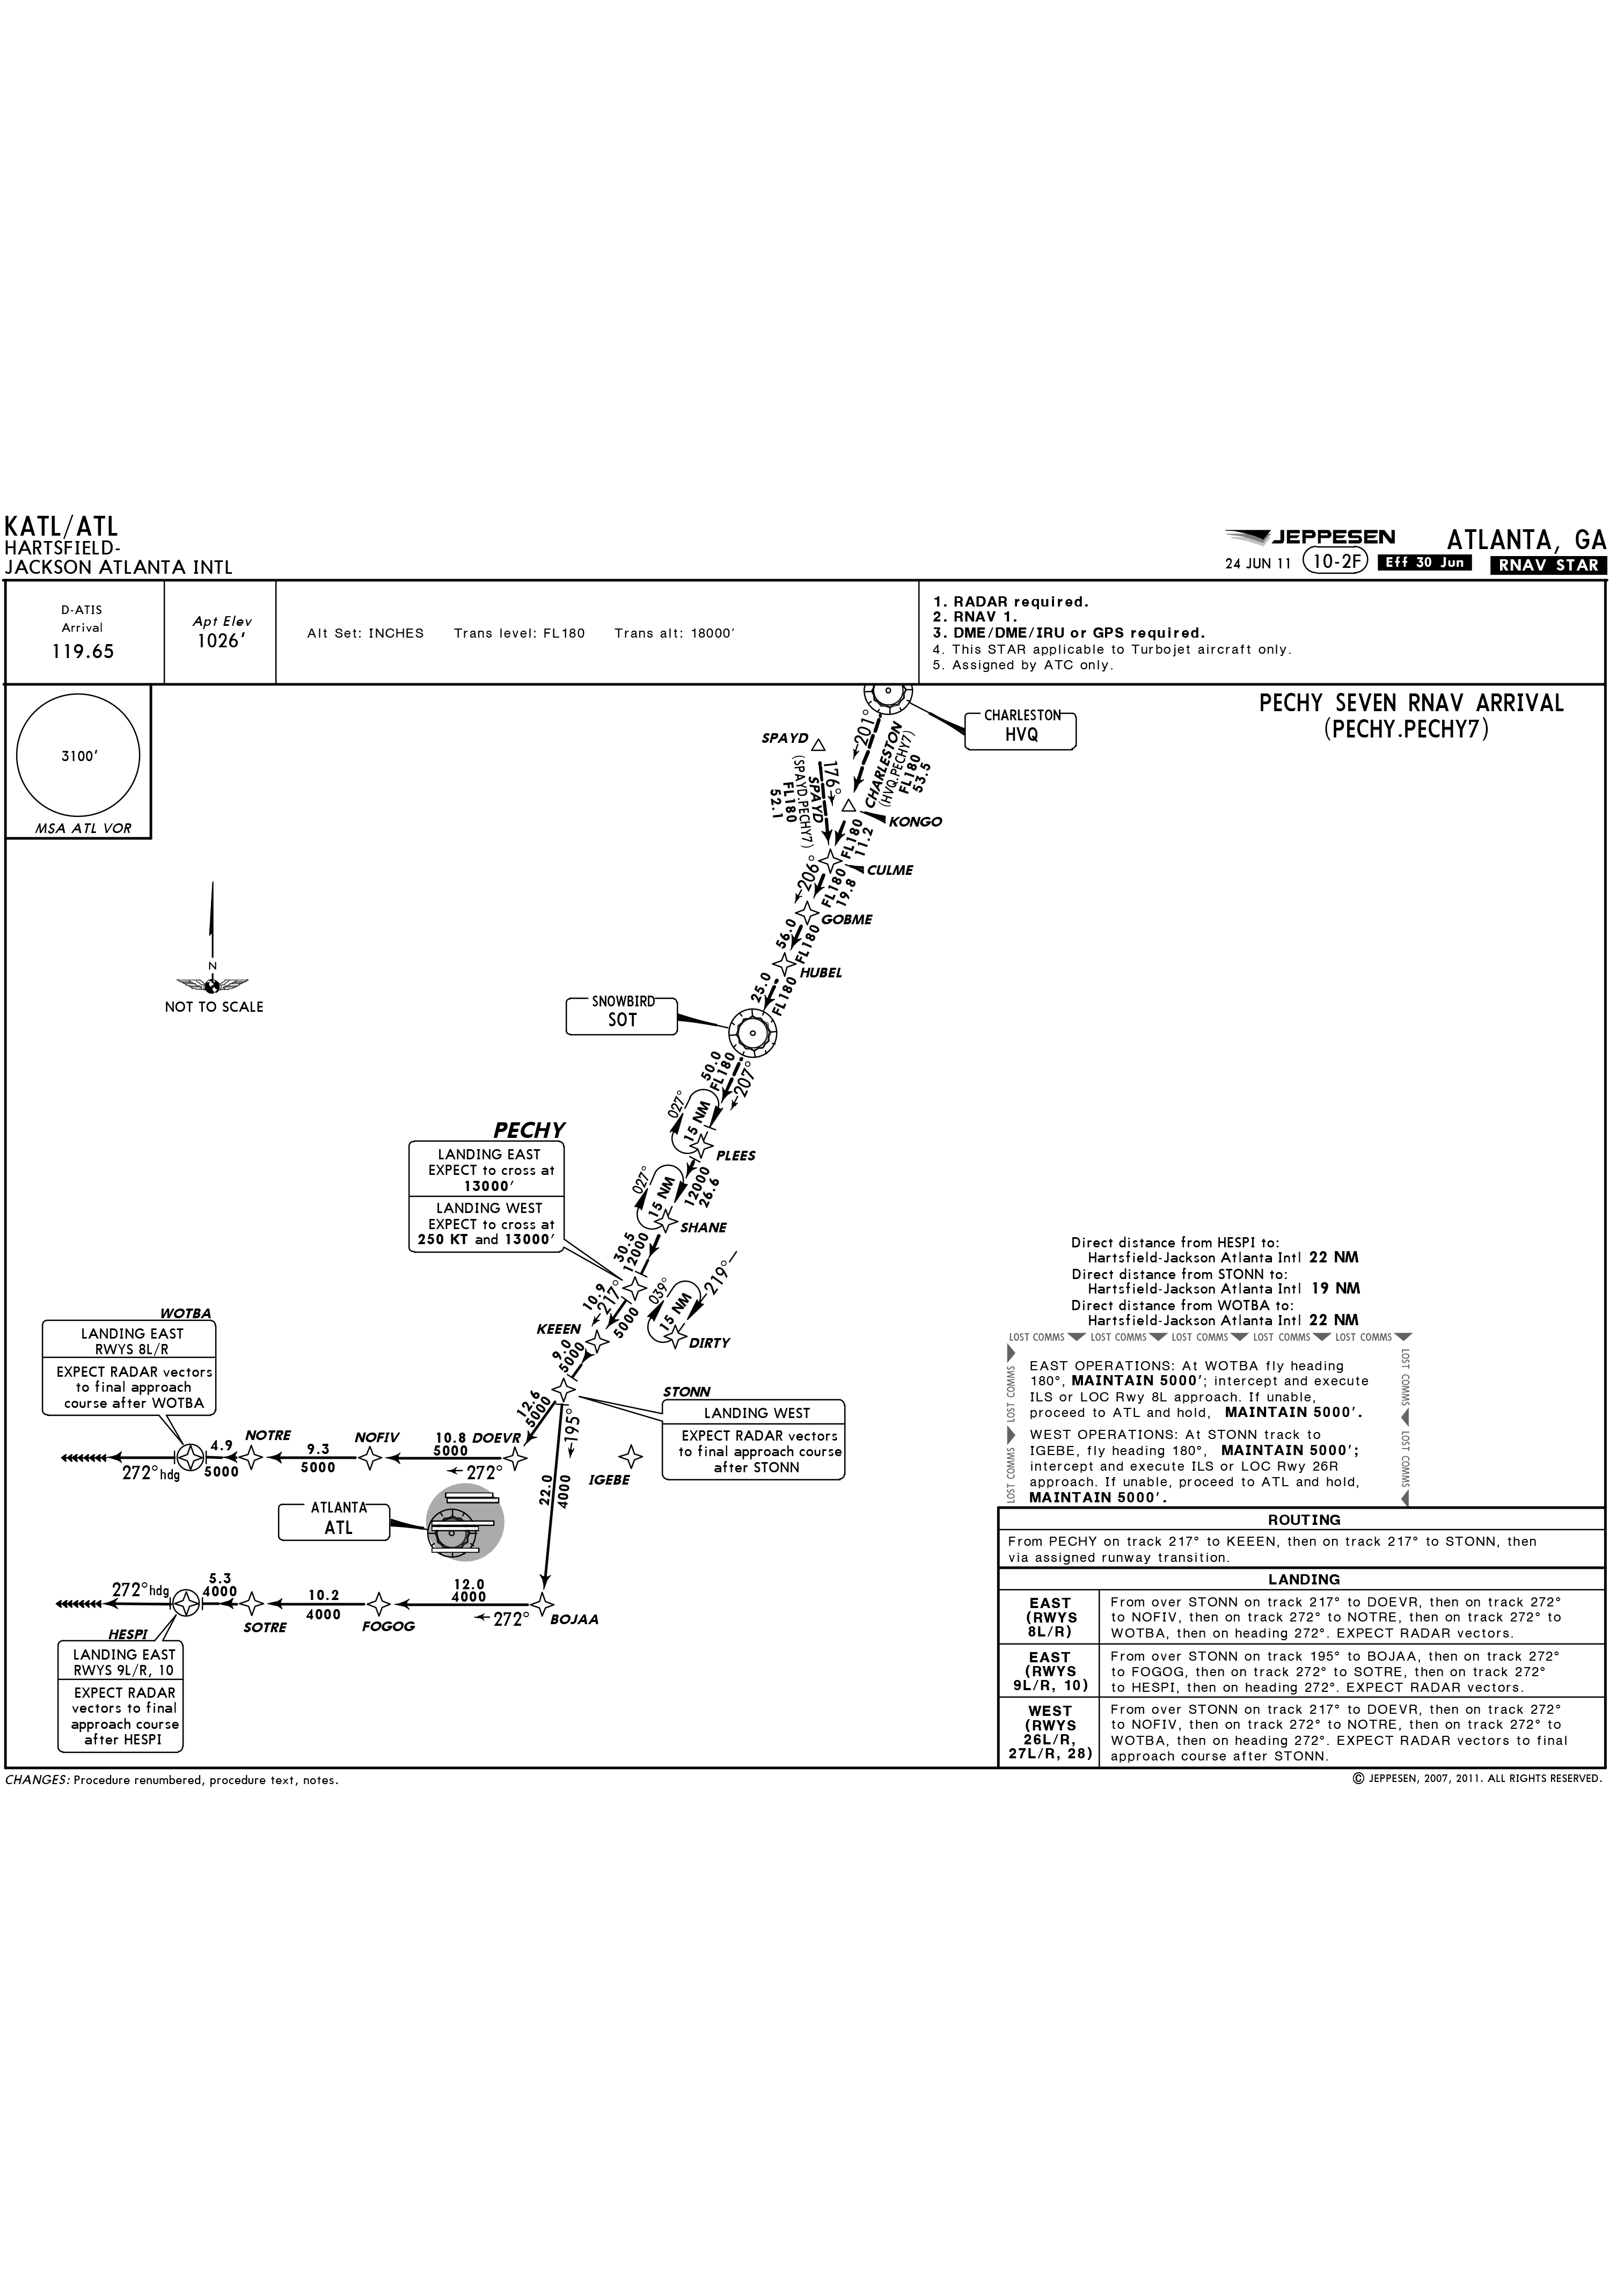 KATL/ATL
HARTSFIELD-
JACKSON ATLANTA INTL
JEPPESEN
ATLANTA, GA
24 JUN 11
10-2F
Eff 30 Jun
RNAV STAR
D-ATIS
Arrival
119.65
Apt Elev
1026'
Alt Set: INCHES Trans level: FL180 Trans alt: 18000'
1. RADAR required.
2. RNAV 1.
3. DME/DME/IRU or GPS required.
4. This STAR applicable to Turbojet aircraft only.
5. Assigned by ATC only.
3100'
MSA ATL VOR
PECHY SEVEN RNAV ARRIVAL
(PECHY.PECHY7)
CHARLESTON
HVQ
201°
CHARLESTON
(HVQ.PECHY7)
FL180
53.5
SPAYD
176°
SPAYD
(SPAYD.PECHY7)
FL180
52.1
KONGO
FL180
11.2
CULME
206°
FL180
19.8
GOBME
56.0
FL180
HUBEL
25.0
FL180
N
NOT TO SCALE
SNOWBIRD
SOT
50.0
FL180
207°
027°
15 NM
PLEES
12000
26.6
027°
15 NM
SHANE
30.5
12000
PECHY
LANDING EAST
EXPECT to cross at
13000'
LANDING WEST
EXPECT to cross at
250 KT and 13000'
10.9
217°
5000
039°
15 NM
219°
DIRTY
KEEEN
9.0
5000
STONN
LANDING WEST
EXPECT RADAR vectors
to final approach course
after STONN
12.6
5000
195°
22.0
4000
IGEBE
WOTBA
LANDING EAST
RWYS 8L/R
EXPECT RADAR vectors
to final approach
course after WOTBA
272°hdg
4.9
5000
NOTRE
9.3
5000
NOFIV
10.8
5000
DOEVR
272°
ATLANTA
ATL
272°hdg
5.3
4000
SOTRE
10.2
4000
FOGOG
12.0
4000
272°
BOJAA
HESPI
LANDING EAST
RWYS 9L/R, 10
EXPECT RADAR
vectors to final
approach course
after HESPI
Direct distance from HESPI to:
Hartsfield-Jackson Atlanta Intl 22 NM
Direct distance from STONN to:
Hartsfield-Jackson Atlanta Intl 19 NM
Direct distance from WOTBA to:
Hartsfield-Jackson Atlanta Intl 22 NM
LOST COMMS LOST COMMS LOST COMMS LOST COMMS LOST COMMS
LOST COMMS
LOST COMMS
LOST COMMS
LOST COMMS
EAST OPERATIONS: At WOTBA fly heading
180°, MAINTAIN 5000'; intercept and execute
ILS or LOC Rwy 8L approach. If unable,
proceed to ATL and hold, MAINTAIN 5000'.
WEST OPERATIONS: At STONN track to
IGEBE, fly heading 180°, MAINTAIN 5000';
intercept and execute ILS or LOC Rwy 26R
approach. If unable, proceed to ATL and hold,
MAINTAIN 5000'.
ROUTING
From PECHY on track 217° to KEEEN, then on track 217° to STONN, then
via assigned runway transition.
LANDING
EAST
(RWYS
8L/R)
From over STONN on track 217° to DOEVR, then on track 272°
to NOFIV, then on track 272° to NOTRE, then on track 272° to
WOTBA, then on heading 272°. EXPECT RADAR vectors.
EAST
(RWYS
9L/R, 10)
From over STONN on track 195° to BOJAA, then on track 272°
to FOGOG, then on track 272° to SOTRE, then on track 272°
to HESPI, then on heading 272°. EXPECT RADAR vectors.
WEST
(RWYS
26L/R,
27L/R, 28)
From over STONN on track 217° to DOEVR, then on track 272°
to NOFIV, then on track 272° to NOTRE, then on track 272° to
WOTBA, then on heading 272°. EXPECT RADAR vectors to final
approach course after STONN.
CHANGES: Procedure renumbered, procedure text, notes.
© JEPPESEN, 2007, 2011. ALL RIGHTS RESERVED.